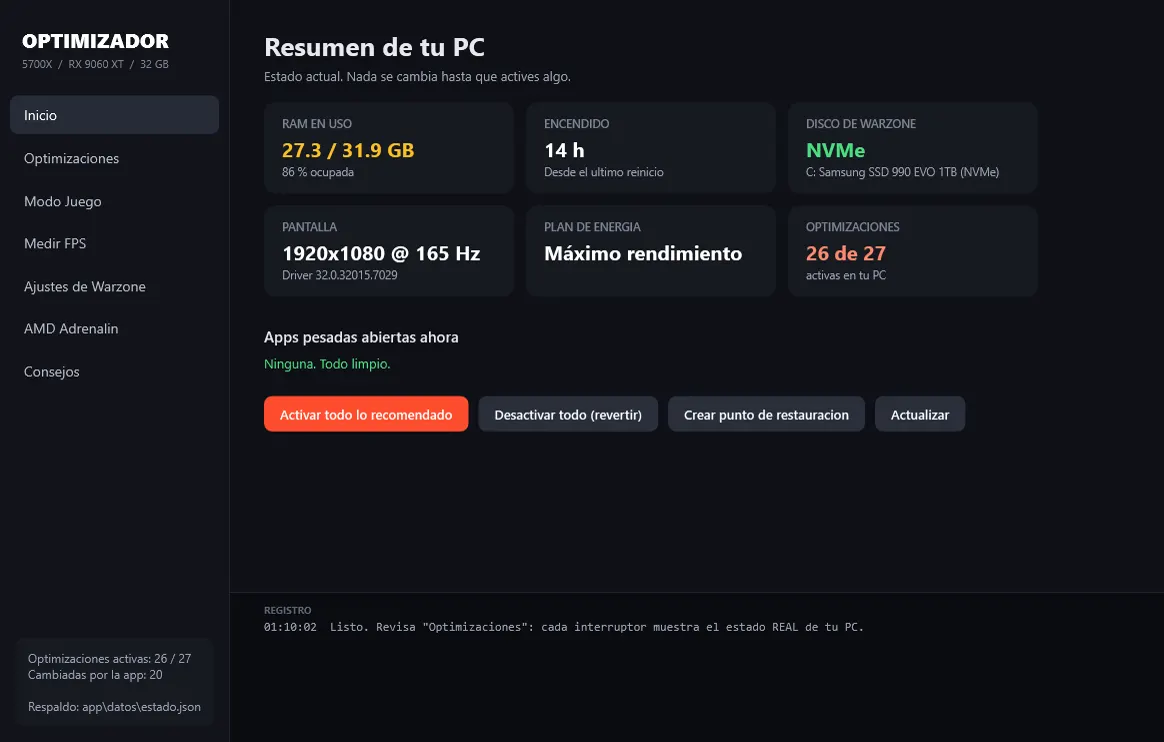 OPTIMIZADOR
5700X / RX 9060 XT / 32 GB
Inicio
Optimizaciones
Modo Juego
Medir FPS
Ajustes de Warzone
AMD Adrenalin
Consejos
Optimizaciones activas: 26 / 27
Cambiadas por la app: 20
Respaldo: app\datos\estado.json
Resumen de tu PC
Estado actual. Nada se cambia hasta que actives algo.
RAM EN USO
27.3 / 31.9 GB
86 % ocupada
ENCENDIDO
14 h
Desde el ultimo reinicio
DISCO DE WARZONE
NVMe
C: Samsung SSD 990 EVO 1TB (NVMe)
PANTALLA
1920x1080 @ 165 Hz
Driver 32.0.32015.7029
PLAN DE ENERGIA
Máximo rendimiento
OPTIMIZACIONES
26 de 27
activas en tu PC
Apps pesadas abiertas ahora
Ninguna. Todo limpio.
Activar todo lo recomendado
Desactivar todo (revertir)
Crear punto de restauracion
Actualizar
REGISTRO
01:10:02 Listo. Revisa "Optimizaciones": cada interruptor muestra el estado REAL de tu PC.